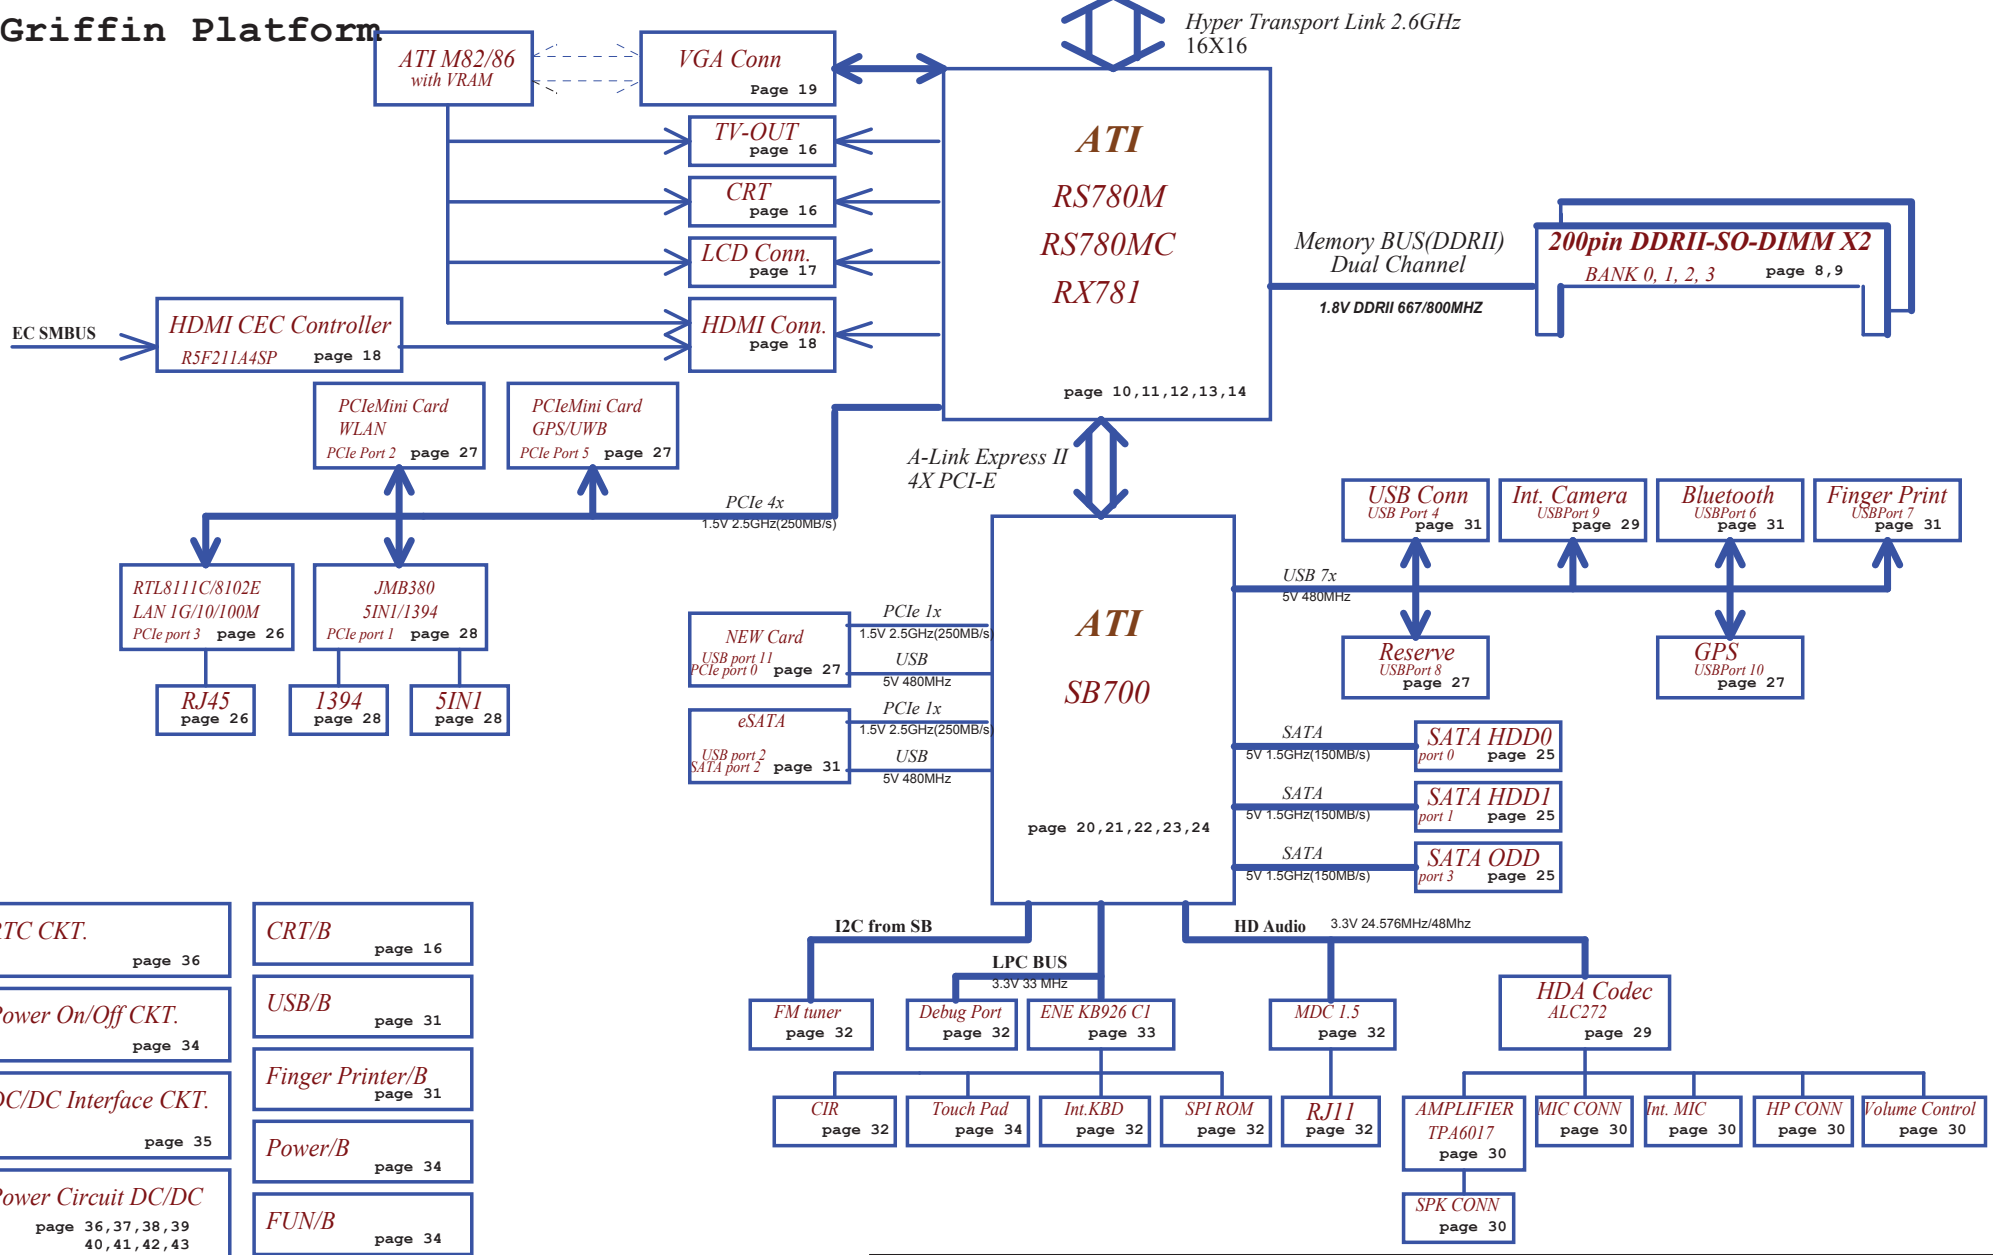 Griffin Platform
Hyper Transport Link 2.6GHz
16X16
ATI M82/86
with VRAM
VGA Conn
Page 19
TV-OUT
page 16
CRT
page 16
LCD Conn.
page 17
HDMI Conn.
page 18
EC SMBUS
HDMI CEC Controller
R5F211A4SP page 18
ATI
RS780M
RS780MC
RX781
page 10,11,12,13,14
Memory BUS(DDRII)
Dual Channel
1.8V DDRII 667/800MHZ
200pin DDRII-SO-DIMM X2
BANK 0, 1, 2, 3 page 8,9
PCIeMini Card
WLAN
PCIe Port 2 page 27
PCIeMini Card
GPS/UWB
PCIe Port 5 page 27
PCIe 4x
1.5V 2.5GHz(250MB/s)
A-Link Express II
4X PCI-E
RTL8111C/8102E
LAN 1G/10/100M
PCIe port 3 page 26
JMB380
5IN1/1394
PCIe port 1 page 28
RJ45
page 26
1394
page 28
5IN1
page 28
USB Conn
USB Port 4
page 31
Int. Camera
USBPort 9
page 29
Bluetooth
USBPort 6
page 31
Finger Print
USBPort 7
page 31
USB 7x
5V 480MHz
Reserve
USBPort 8
page 27
GPS
USBPort 10
page 27
NEW Card
USB port 11
PCIe port 0 page 27
PCIe 1x
1.5V 2.5GHz(250MB/s)
USB
5V 480MHz
eSATA
USB port 2
SATA port 2 page 31
PCIe 1x
1.5V 2.5GHz(250MB/s)
USB
5V 480MHz
ATI
SB700
page 20,21,22,23,24
SATA
5V 1.5GHz(150MB/s)
SATA HDD0
port 0 page 25
SATA
5V 1.5GHz(150MB/s)
SATA HDD1
port 1 page 25
SATA
5V 1.5GHz(150MB/s)
SATA ODD
port 3 page 25
I2C from SB
LPC BUS
3.3V 33 MHz
HD Audio
3.3V 24.576MHz/48Mhz
FM tuner
page 32
Debug Port
page 32
ENE KB926 C1
page 33
MDC 1.5
page 32
HDA Codec
ALC272
page 29
CIR
page 32
Touch Pad
page 34
Int.KBD
page 32
SPI ROM
page 32
RJ11
page 32
AMPLIFIER
TPA6017
page 30
MIC CONN
page 30
Int. MIC
page 30
HP CONN
page 30
Volume Control
page 30
SPK CONN
page 30
TC CKT.
page 36
ower On/Off CKT.
page 34
C/DC Interface CKT.
page 35
ower Circuit DC/DC
page 36,37,38,39
40,41,42,43
CRT/B
page 16
USB/B
page 31
Finger Printer/B
page 31
Power/B
page 34
FUN/B
page 34